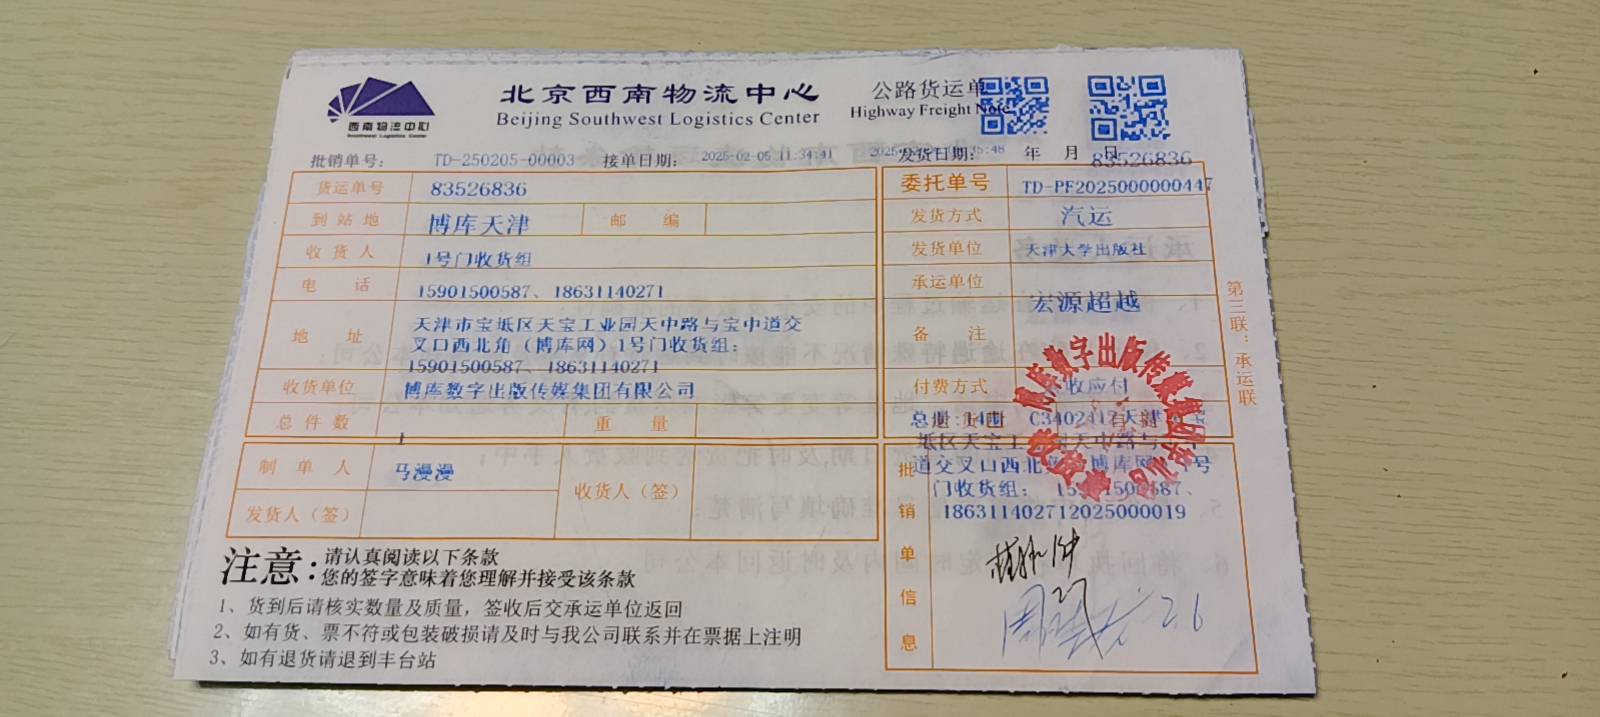 西南物流中心
Southwest Logistics Center
北京西南物流中心
Beijing Southwest Logistics Center
公路货运单
Highway Freight Note
批销单号: TD-250205-00003 接单日期: 2025-02-05 11:34:41 发货日期: 年 月 日
83526836
货运单号 83526836
到站地 博库天津 邮 编
收货人 1号门收货组
电 话 15901500587、18631140271
地 址 天津市宝坻区天宝工业园天中路与宝中道交
叉口西北角（博库网）1号门收货组:
15901500587、18631140271
收货单位 博库数字出版传媒集团有限公司
总件数 1 重 量
制单人 马漫漫 收货人（签）
发货人（签）
委托单号 TD-PF2025000000447
发货方式 汽运
发货单位 天津大学出版社
承运单位 宏源超越
备 注
付费方式 收应付
坻区天宝工 天中路与
道交叉口西北 博库网 号
门收货组:
186311402712025000019
批销单信息
第三联：承运联
注意:
请认真阅读以下条款
您的签字意味着您理解并接受该条款
1、货到后请核实数量及质量，签收后交承运单位返回
2、如有货、票不符或包装破损请及时与我公司联系并在票据上注明
3、如有退货请退到丰台站